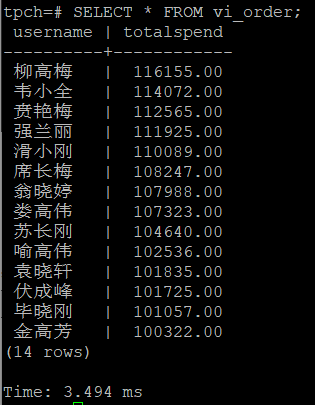 tpch=# SELECT * FROM vi_order;
username | totalspend
----------+------------
柳高梅 | 116155.00
韦小全 | 114072.00
贲艳梅 | 112565.00
强兰丽 | 111925.00
滑小刚 | 110089.00
席长梅 | 108247.00
翁晓婷 | 107988.00
娄高伟 | 107323.00
苏长刚 | 104640.00
喻高伟 | 102536.00
袁晓轩 | 101835.00
伏成峰 | 101725.00
毕晓刚 | 101057.00
金高芳 | 100322.00
(14 rows)
Time: 3.494 ms